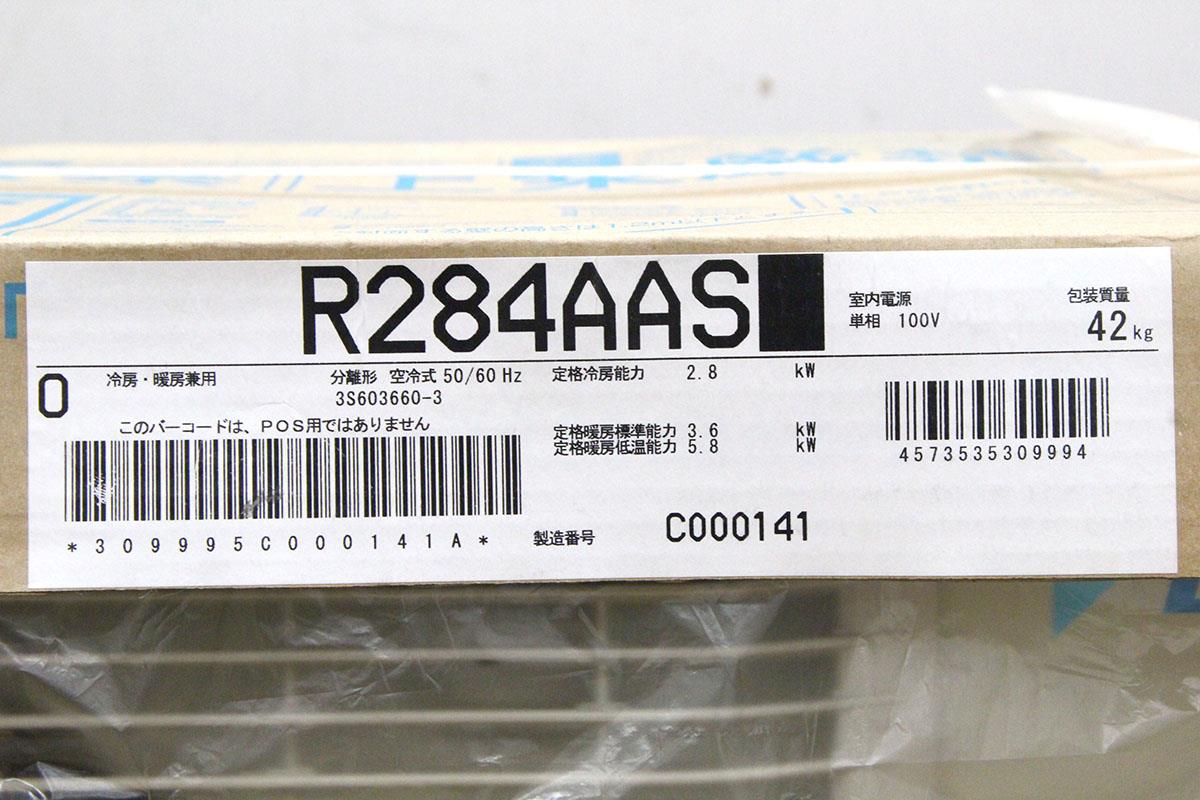 R284AAS
室内電源
単相 100V
包装質量
42kg
O
冷房・暖房兼用
分離形 空冷式 50/60 Hz
3S603660-3
定格冷房能力 2.8 kW
このバーコードは、POS用ではありません
定格暖房標準能力 3.6 kW
定格暖房低温能力 5.8 kW
4573535309994
*309995C000141A*
製造番号 C000141